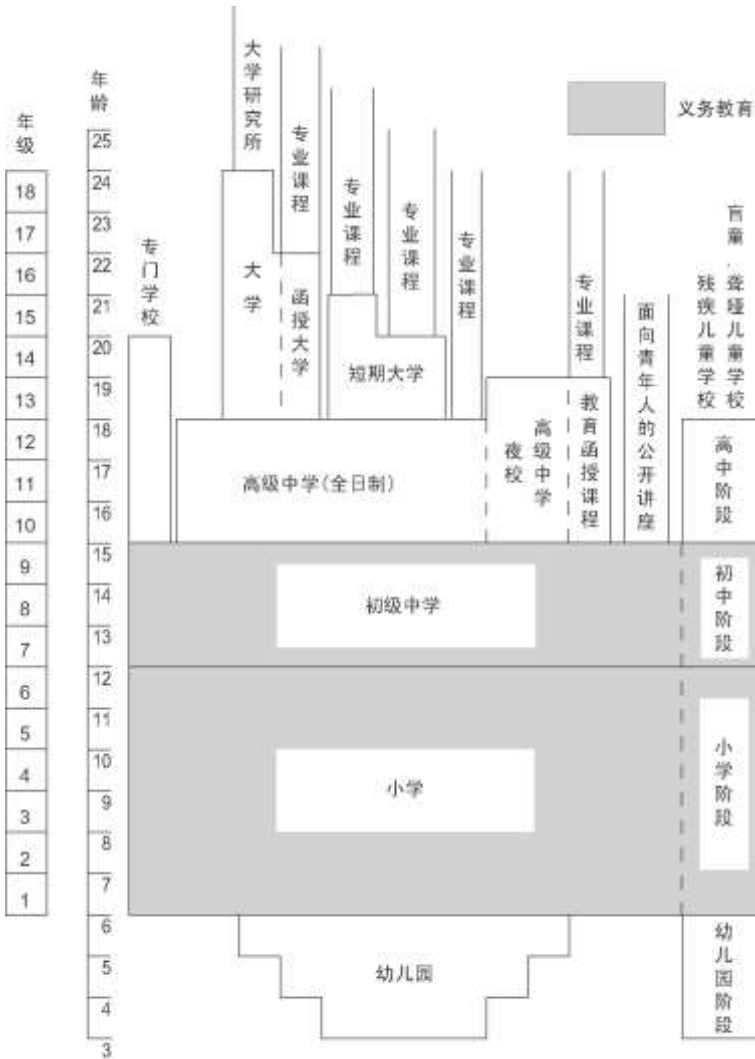 年级
18
17
16
15
14
13
12
11
10
9
8
7
6
5
4
3
2
1
年龄
25
24
23
22
21
20
19
18
17
16
15
14
13
12
11
10
9
8
7
6
5
4
3
专门学校
大学研究所
大学
专业课程
函授大学
专业课程
专业课程
短期大学
专业课程
高级中学(全日制)
高级中学
夜校
专业课程
教育函授课程
面向青年人的公开讲座
义务教育
盲童、聋哑儿童学校
残疾儿童学校
高中阶段
初级中学
初中阶段
小学
小学阶段
幼儿园
幼儿园阶段